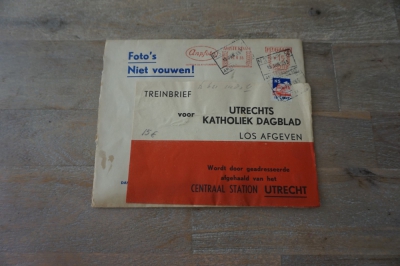 Foto's
Niet vouwen!
TREINBRIEF
voor
UTRECHTS
KATHOLIEK DAGBLAD
LOS AFGEVEN
Wordt door geadresseerde
afgehaald van het
CENTRAAL STATION UTRECHT